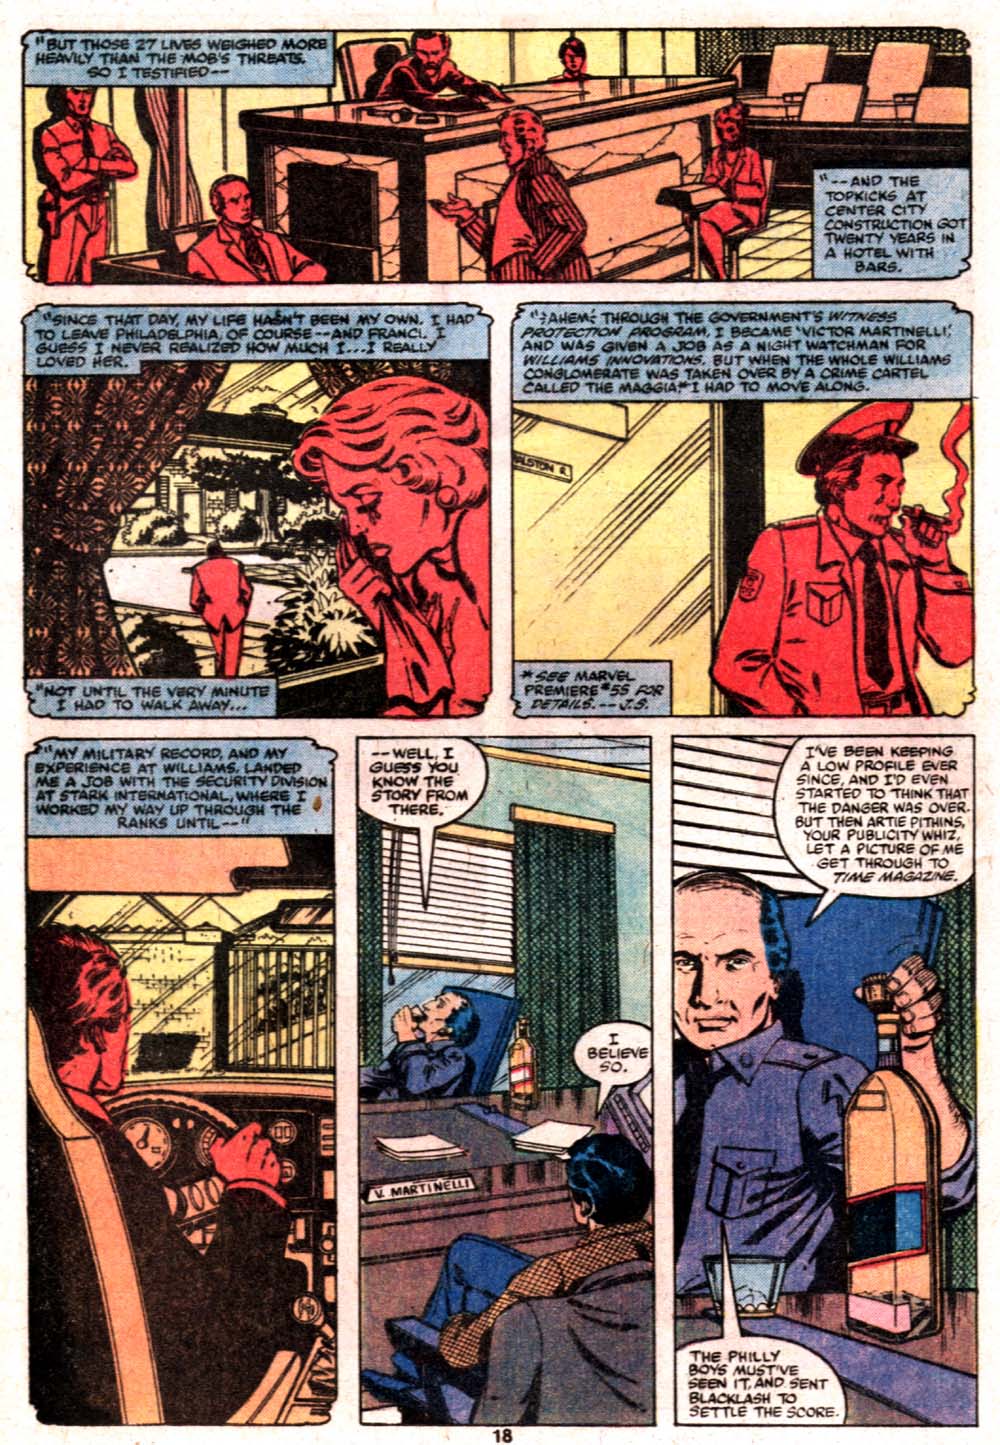 "BUT THOSE 27 LIVES WEIGHED MORE
HEAVILY THAN THE MOB'S THREATS.
SO I TESTIFIED--
"--AND THE
TOPKICKS AT
CENTER CITY
CONSTRUCTION GOT
TWENTY YEARS IN
A HOTEL WITH
BARS.
"SINCE THAT DAY, MY LIFE HASN'T BEEN MY OWN. I HAD
TO LEAVE PHILADELPHIA, OF COURSE--AND FRANCI. I
GUESS I NEVER REALIZED HOW MUCH I...I REALLY
LOVED HER.
"NOT UNTIL THE VERY MINUTE
I HAD TO WALK AWAY...
"÷AHEM÷ THROUGH THE GOVERNMENT'S WITNESS
PROTECTION PROGRAM, I BECAME 'VICTOR MARTINELLI',
AND WAS GIVEN A JOB AS A NIGHT WATCHMAN FOR
WILLIAMS INNOVATIONS. BUT WHEN THE WHOLE WILLIAMS
CONGLOMERATE WAS TAKEN OVER BY A CRIME CARTEL
CALLED THE MAGGIA,* I HAD TO MOVE ALONG.
ALSTON R.
*SEE MARVEL
PREMIERE #55 FOR
DETAILS.--J.S.
"MY MILITARY RECORD, AND MY
EXPERIENCE AT WILLIAMS, LANDED
ME A JOB WITH THE SECURITY DIVISION
AT STARK INTERNATIONAL, WHERE I
WORKED MY WAY UP THROUGH THE
RANKS UNTIL--"
--WELL, I
GUESS YOU
KNOW THE
STORY FROM
THERE.
I
BELIEVE
SO.
V. MARTINELLI
I'VE BEEN KEEPING
A LOW PROFILE EVER
SINCE, AND I'D EVEN
STARTED TO THINK THAT
THE DANGER WAS OVER.
BUT THEN ARTIE PITHINS,
YOUR PUBLICITY WHIZ,
LET A PICTURE OF ME
GET THROUGH TO
TIME MAGAZINE.
THE PHILLY
BOYS MUST'VE
SEEN IT, AND SENT
BLACKLASH TO
SETTLE THE SCORE.
18